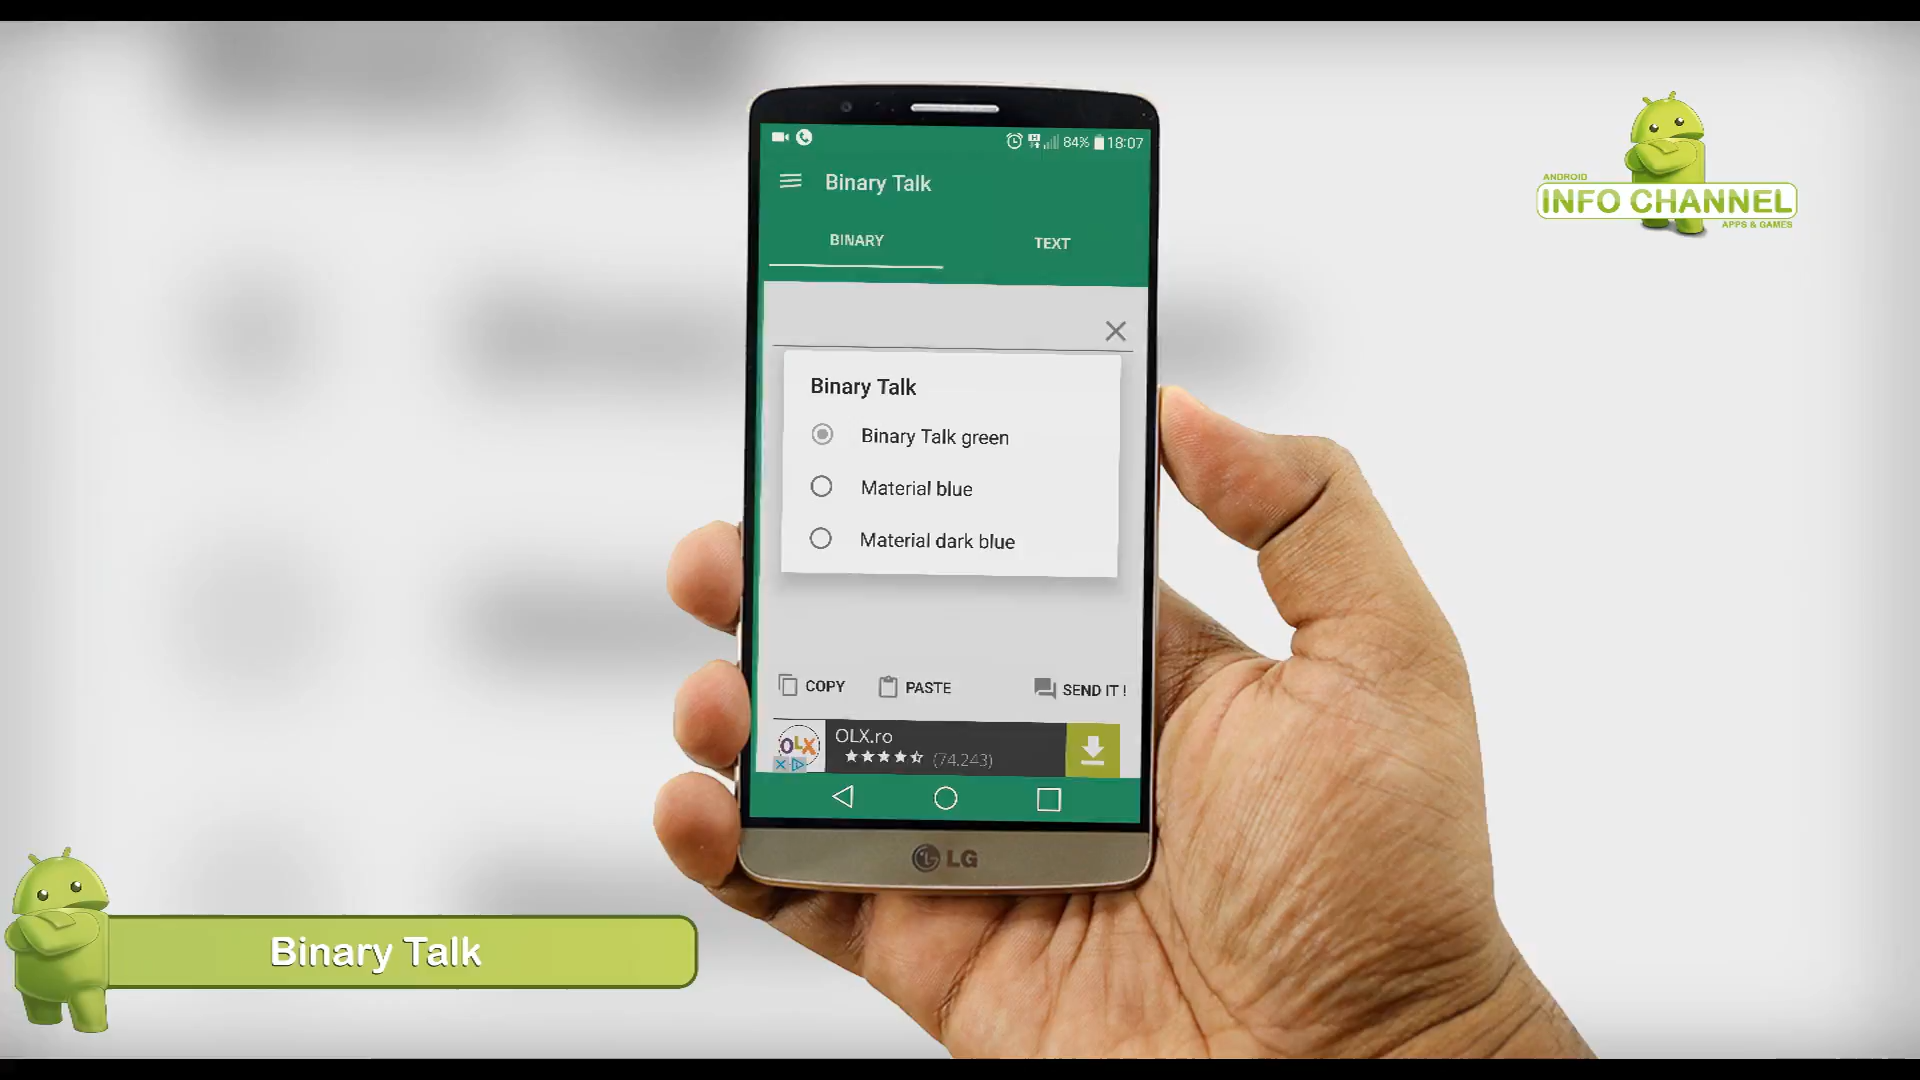 84% 18:07
Binary Talk
BINARY
TEXT
Binary Talk
Binary Talk green
Material blue
Material dark blue
COPY
PASTE
SEND IT !
OLX
OLX.ro
(74.243)
LG
ANDROID
INFO CHANNEL
APPS & GAMES
Binary Talk